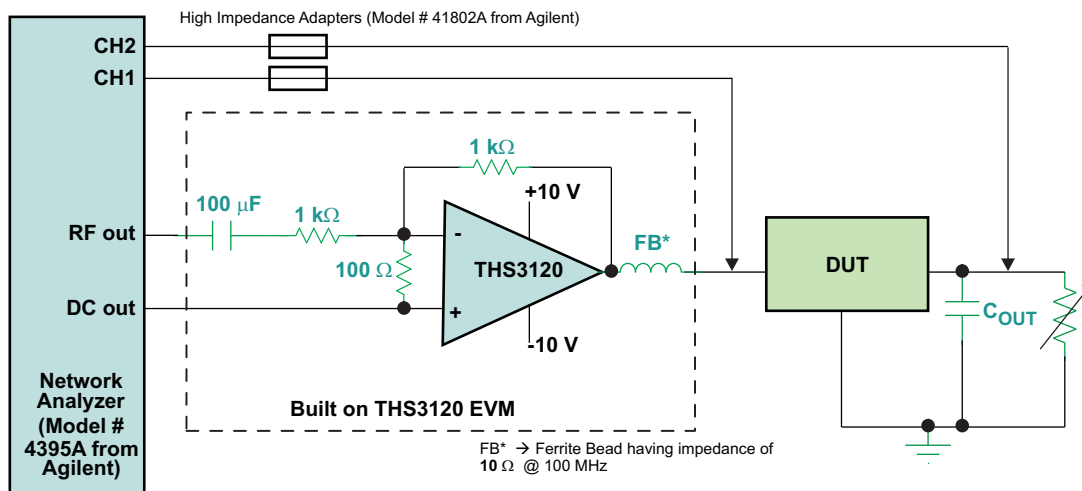 High Impedance Adapters (Model # 41802A from Agilent)
CH2
CH1
1 kΩ
+10 V
100 μF
1 kΩ
RF out
-
FB*
100 Ω
THS3120
DUT
DC out
+
C OUT
-10 V
Network
Analyzer
(Model #
4395A from
Agilent)
Built on THS3120 EVM
FB* → Ferrite Bead having impedance of
10 Ω @ 100 MHz